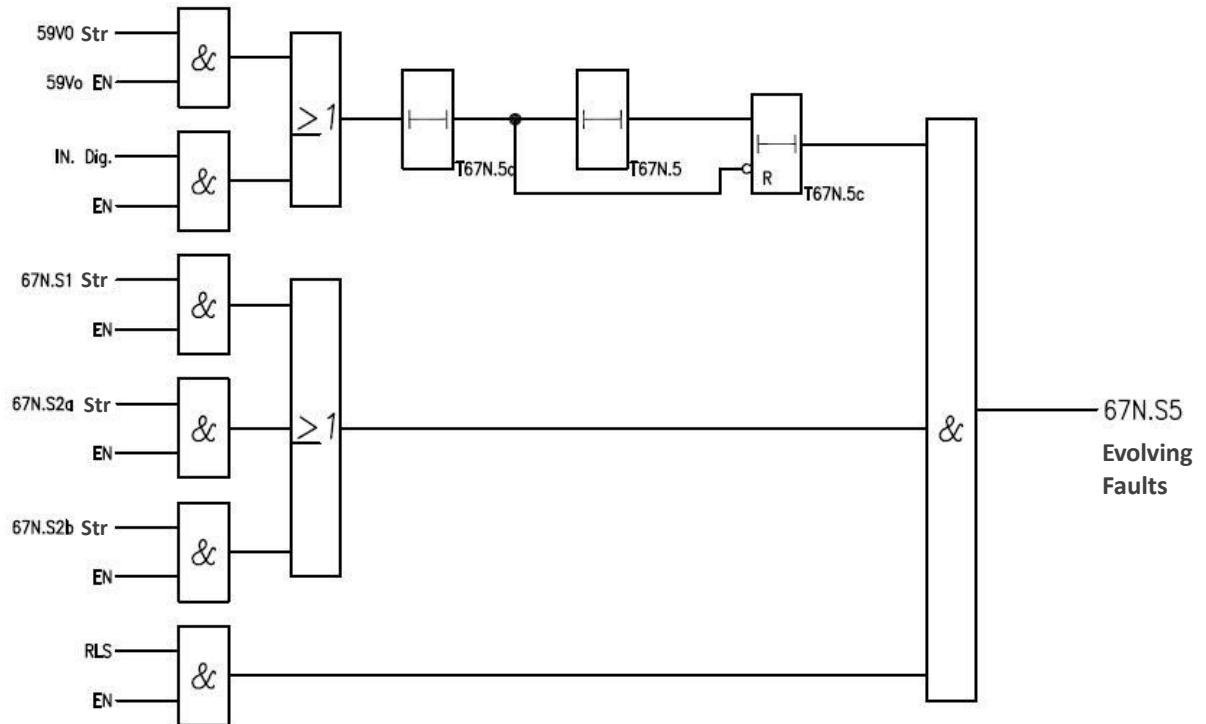 59V0 Str
&
59Vo EN
≥1
IN. Dig.
&
EN
T67N.5a
T67N.5
R
T67N.5c
67N.S1 Str
&
EN
67N.S2a Str
&
EN
≥1
67N.S2b Str
&
EN
RLS
&
EN
&
67N.S5
Evolving
Faults